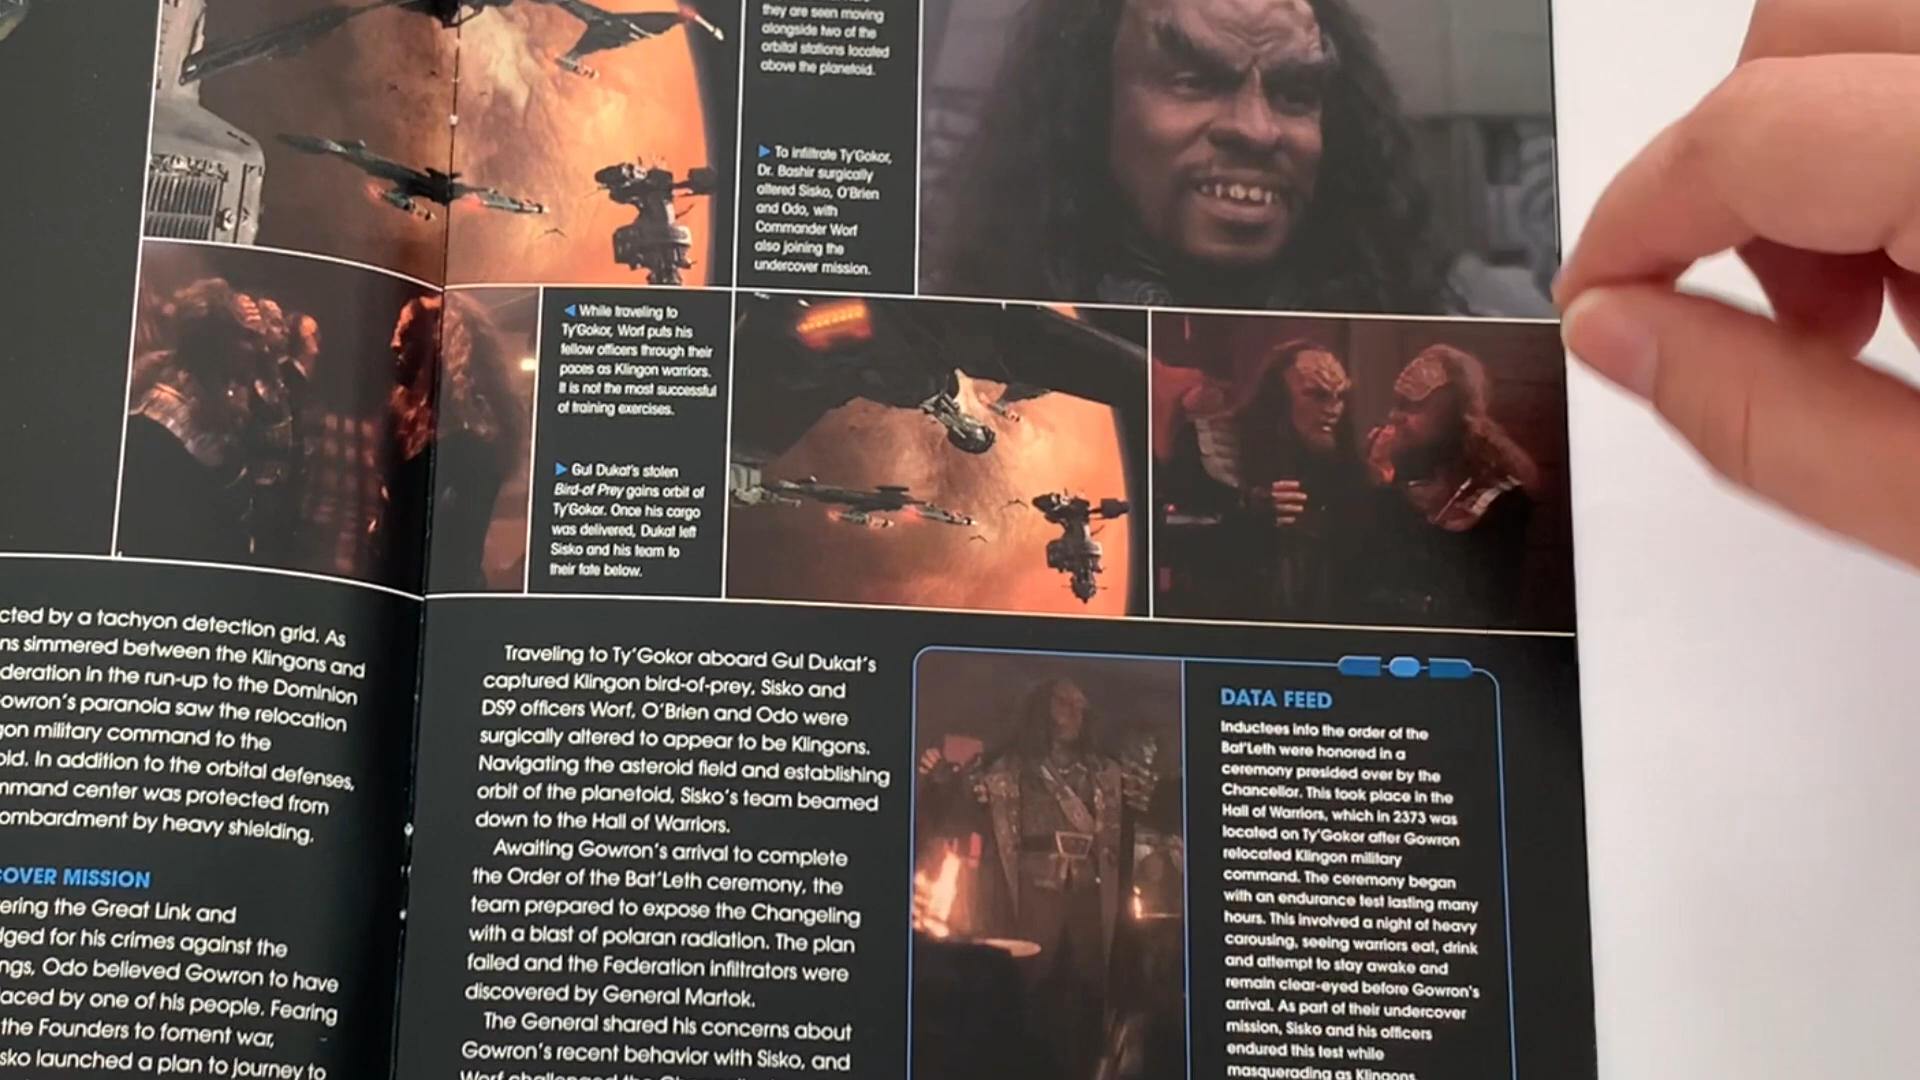 they are seen moving
alongside two of the
orbital stations located
above the planetoid.
▶ To infiltrate Ty'Gokor,
Dr. Bashir surgically
altered Sisko, O'Brien
and Odo, with
Commander Worf
also joining the
undercover mission.
◀ While traveling to
Ty'Gokor, Worf puts his
fellow officers through their
paces as Klingon warriors.
It is not the most successful
of training exercises.
▶ Gul Dukat's stolen
Bird-of Prey gains orbit of
Ty'Gokor. Once his cargo
was delivered, Dukat left
Sisko and his team to
their fate below.
cted by a tachyon detection grid. As
ns simmered between the Klingons and
deration in the run-up to the Dominion
owron's paranoia saw the relocation
gon military command to the
oid. In addition to the orbital defenses,
mmand center was protected from
ombardment by heavy shielding.
COVER MISSION
ering the Great Link and
dged for his crimes against the
ngs, Odo believed Gowron to have
laced by one of his people. Fearing
the Founders to foment war,
sko launched a plan to journey to
Traveling to Ty'Gokor aboard Gul Dukat's
captured Klingon bird-of-prey, Sisko and
DS9 officers Worf, O'Brien and Odo were
surgically altered to appear to be Klingons.
Navigating the asteroid field and establishing
orbit of the planetoid, Sisko's team beamed
down to the Hall of Warriors.
Awaiting Gowron's arrival to complete
the Order of the Bat'Leth ceremony, the
team prepared to expose the Changeling
with a blast of polaran radiation. The plan
failed and the Federation infiltrators were
discovered by General Martok.
The General shared his concerns about
Gowron's recent behavior with Sisko, and
Worf challenged the
DATA FEED
Inductees into the order of the
Bat'Leth were honored in a
ceremony presided over by the
Chancellor. This took place in the
Hall of Warriors, which in 2373 was
located on Ty'Gokor after Gowron
relocated Klingon military
command. The ceremony began
with an endurance test lasting many
hours. This involved a night of heavy
carousing, seeing warriors eat, drink
and attempt to stay awake and
remain clear-eyed before Gowron's
arrival. As part of their undercover
mission, Sisko and his officers
endured this test while
masquerading as Klingons.